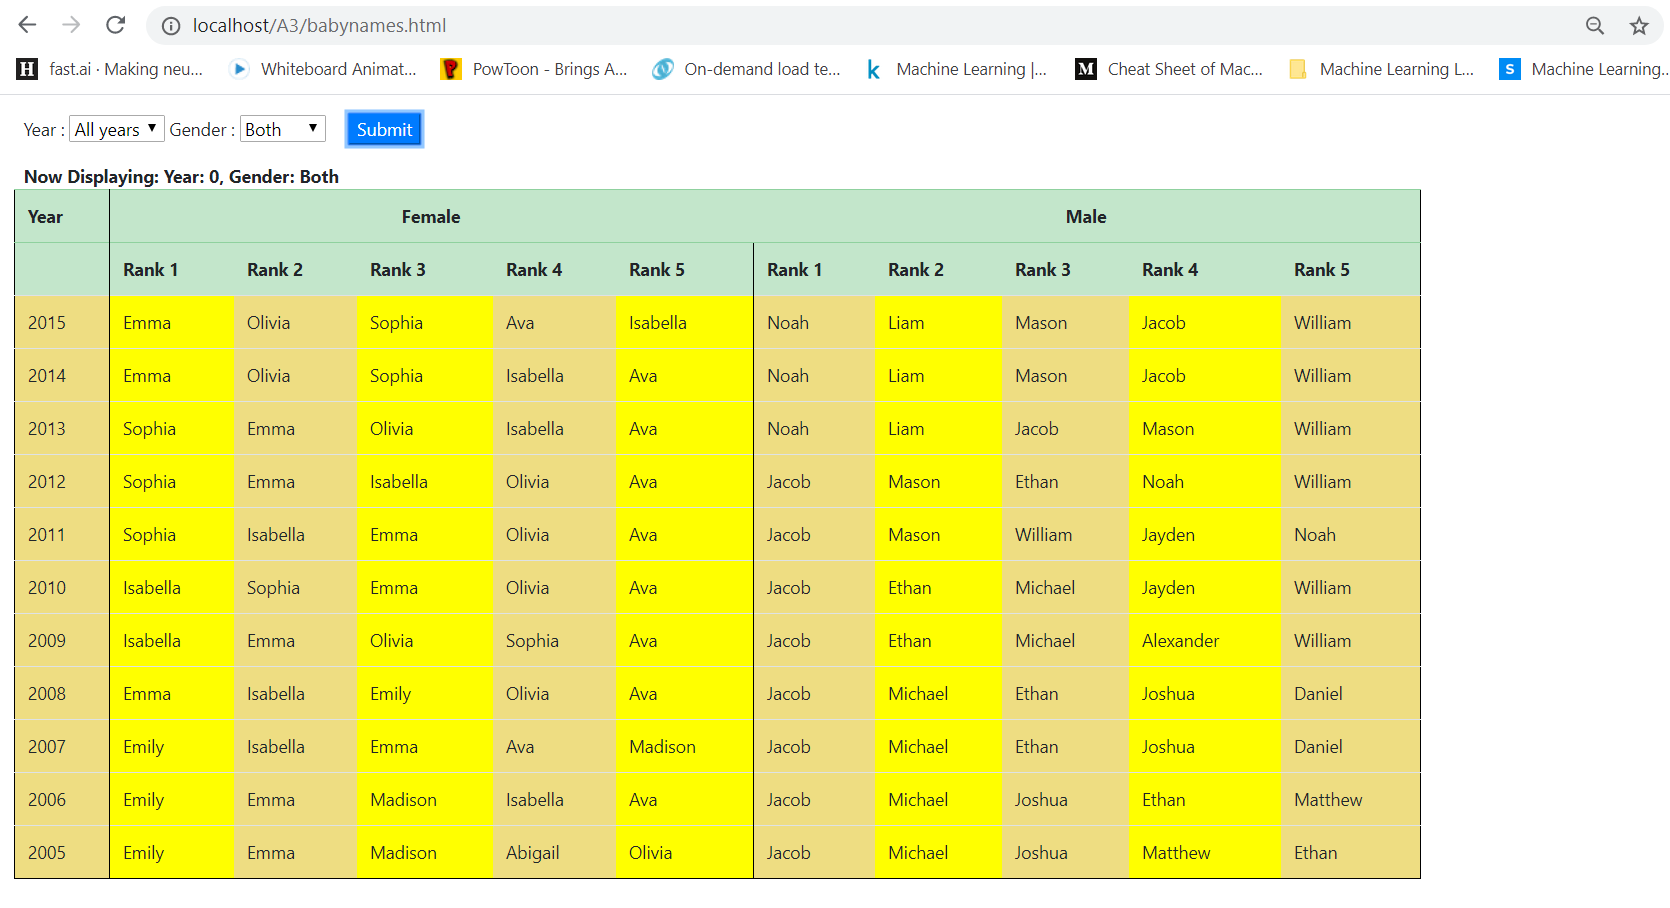 localhost/A3/babynames.html
H fast.ai · Making neu... Whiteboard Animat... P PowToon - Brings A... On-demand load te... k Machine Learning |... M Cheat Sheet of Mac... Machine Learning L... S Machine Learning...
Year : All years Gender : Both Submit
Now Displaying: Year: 0, Gender: Both
Year Female Male
Rank 1 Rank 2 Rank 3 Rank 4 Rank 5 Rank 1 Rank 2 Rank 3 Rank 4 Rank 5
2015 Emma Olivia Sophia Ava Isabella Noah Liam Mason Jacob William
2014 Emma Olivia Sophia Isabella Ava Noah Liam Mason Jacob William
2013 Sophia Emma Olivia Isabella Ava Noah Liam Jacob Mason William
2012 Sophia Emma Isabella Olivia Ava Jacob Mason Ethan Noah William
2011 Sophia Isabella Emma Olivia Ava Jacob Mason William Jayden Noah
2010 Isabella Sophia Emma Olivia Ava Jacob Ethan Michael Jayden William
2009 Isabella Emma Olivia Sophia Ava Jacob Ethan Michael Alexander William
2008 Emma Isabella Emily Olivia Ava Jacob Michael Ethan Joshua Daniel
2007 Emily Isabella Emma Ava Madison Jacob Michael Ethan Joshua Daniel
2006 Emily Emma Madison Isabella Ava Jacob Michael Joshua Ethan Matthew
2005 Emily Emma Madison Abigail Olivia Jacob Michael Joshua Matthew Ethan